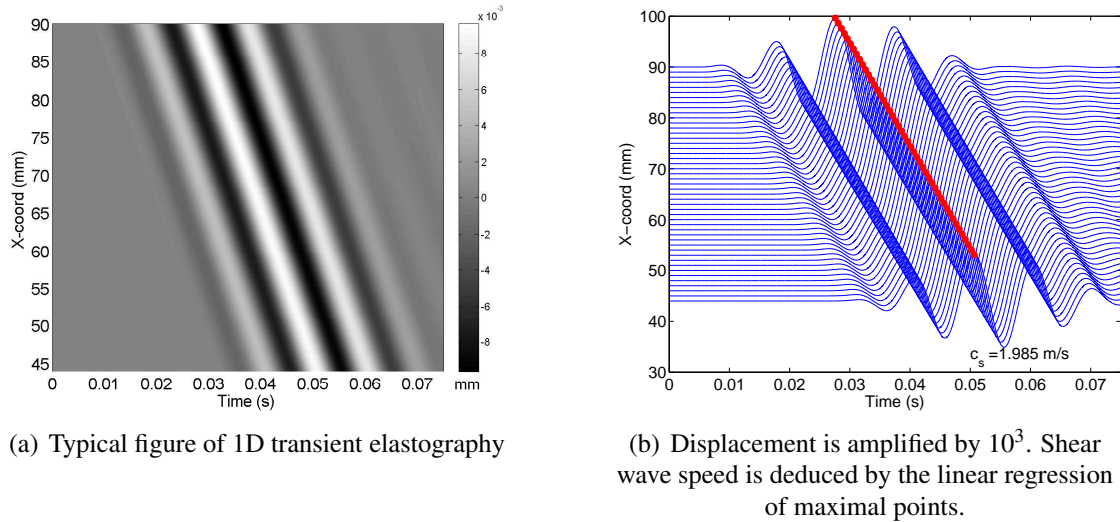 x 10⁻³
90
85
80
75
70
65
60
55
50
45
X-coord (mm)
0 0.01 0.02 0.03 0.04 0.05 0.06 0.07
Time (s)
8
6
4
2
0
-2
-4
-6
-8
mm
(a) Typical figure of 1D transient elastography
100
90
80
70
60
50
40
30
X−coord (mm)
c_s =1.985 m/s
0 0.01 0.02 0.03 0.04 0.05 0.06 0.07
Time (s)
(b) Displacement is amplified by 10³. Shear
wave speed is deduced by the linear regression
of maximal points.